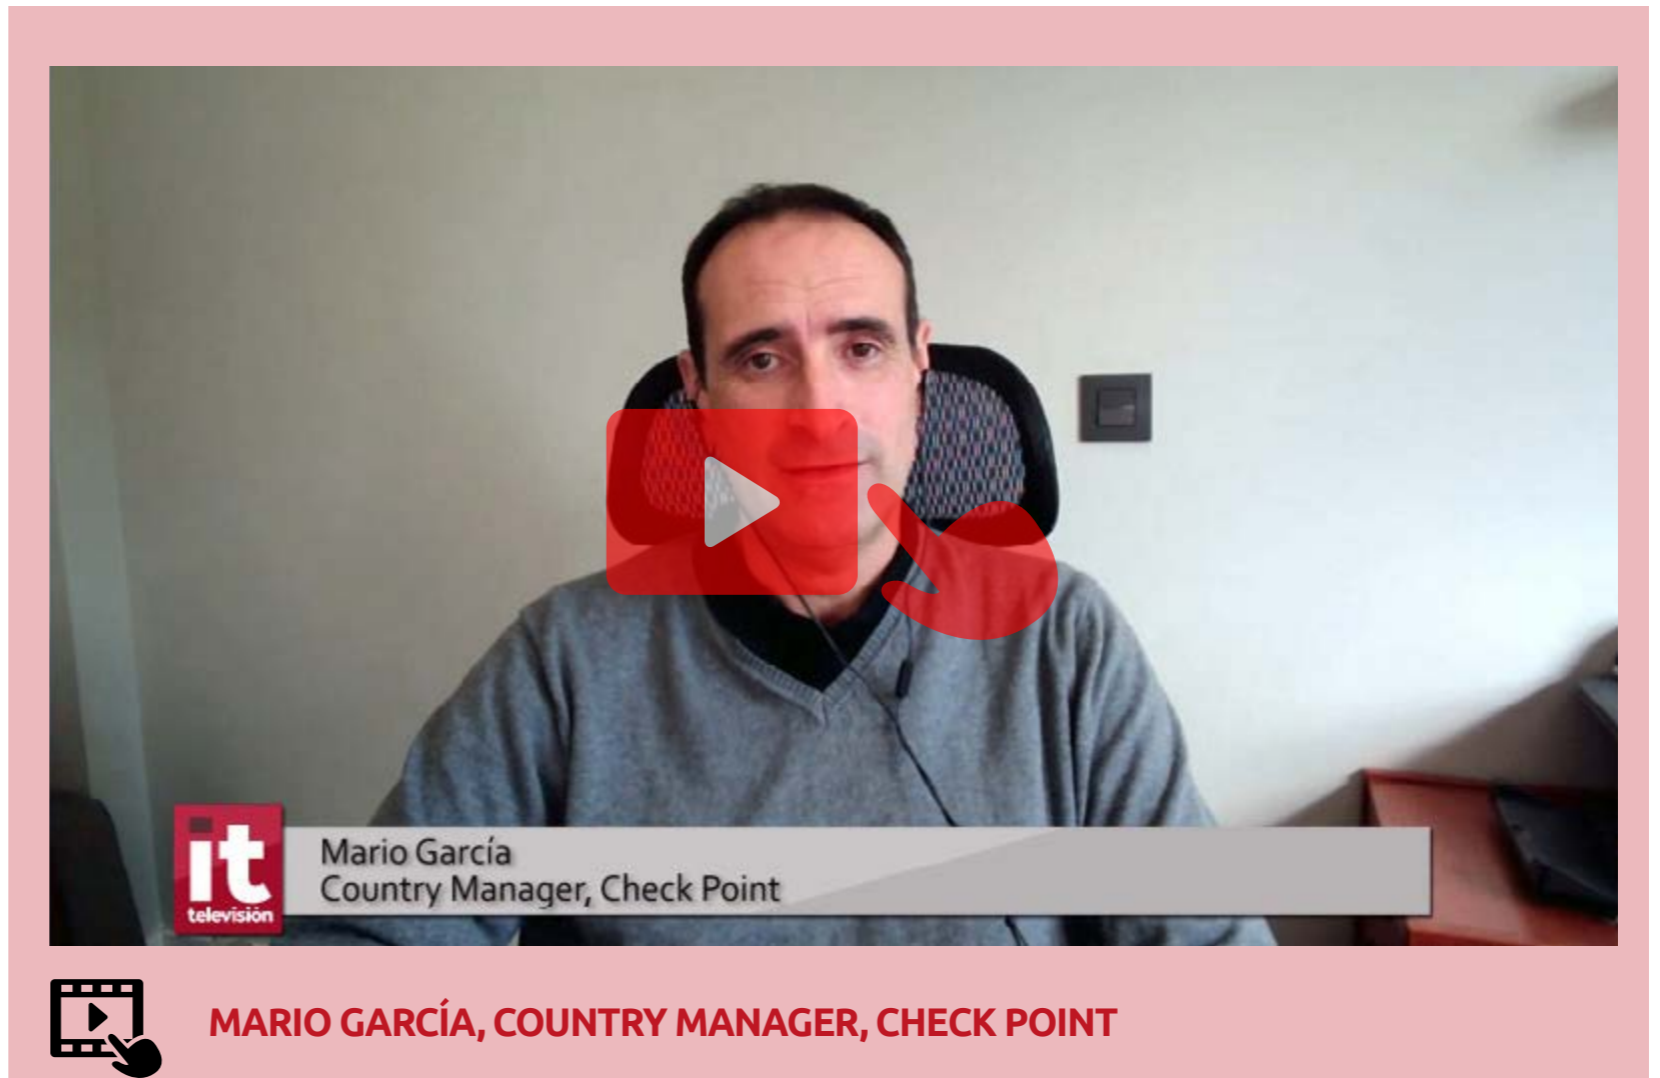 it
televisión
Mario García
Country Manager, Check Point
MARIO GARCÍA, COUNTRY MANAGER, CHECK POINT